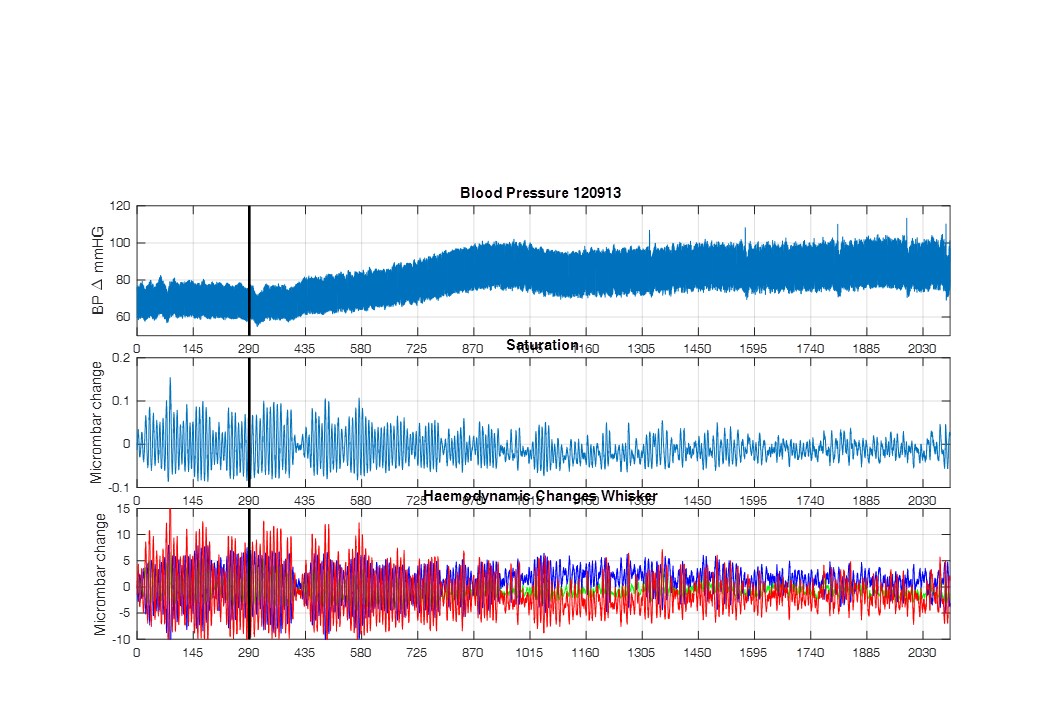 Blood Pressure 120913
120
100
80
60
BP Δ mmHG
0 145 290 435 580 725 870 1015 1160 1305 1450 1595 1740 1885 2030
Saturation
0.2
0.1
0
-0.1
Micrombar change
0 145 290 435 580 725 870 1015 1160 1305 1450 1595 1740 1885 2030
Haemodynamic Changes Whisker
15
10
5
0
-5
-10
Micrombar change
0 145 290 435 580 725 870 1015 1160 1305 1450 1595 1740 1885 2030